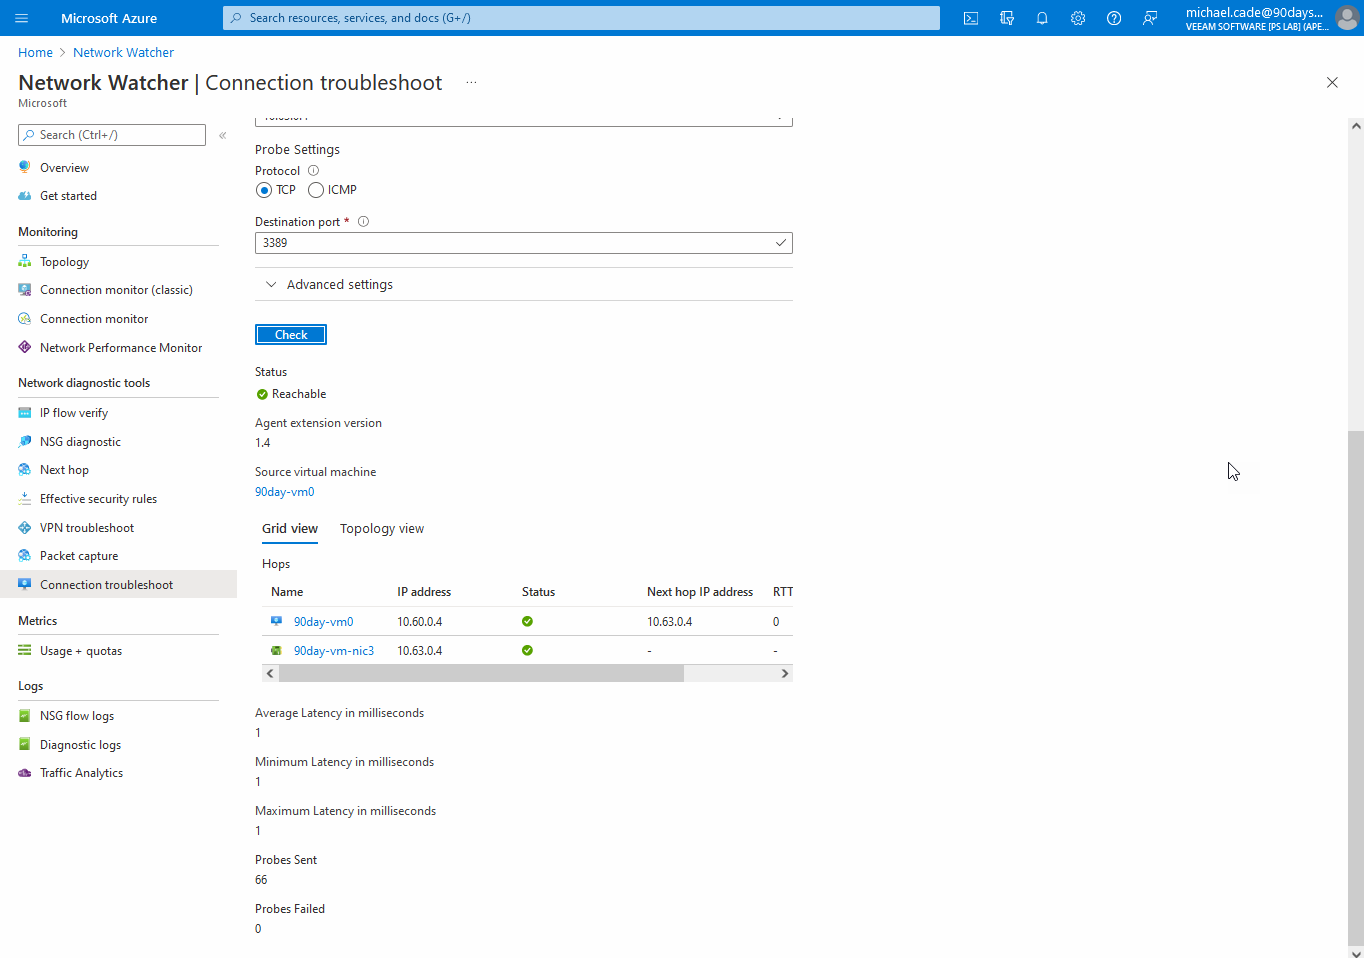 Microsoft Azure
Search resources, services, and docs (G+/)
michael.cade@90days...
VEEAM SOFTWARE [PS LAB] (APE...
Home > Network Watcher
Network Watcher | Connection troubleshoot ...
Microsoft
Search (Ctrl+/)
«
Overview
Get started
Monitoring
Topology
Connection monitor (classic)
Connection monitor
Network Performance Monitor
Network diagnostic tools
IP flow verify
NSG diagnostic
Next hop
Effective security rules
VPN troubleshoot
Packet capture
Connection troubleshoot
Metrics
Usage + quotas
Logs
NSG flow logs
Diagnostic logs
Traffic Analytics
Probe Settings
Protocol
TCP ICMP
Destination port *
3389
Advanced settings
Check
Status
Reachable
Agent extension version
1.4
Source virtual machine
90day-vm0
Grid view Topology view
Hops
Name IP address Status Next hop IP address RTT
90day-vm0 10.60.0.4 10.63.0.4 0
90day-vm-nic3 10.63.0.4 - -
Average Latency in milliseconds
1
Minimum Latency in milliseconds
1
Maximum Latency in milliseconds
1
Probes Sent
66
Probes Failed
0